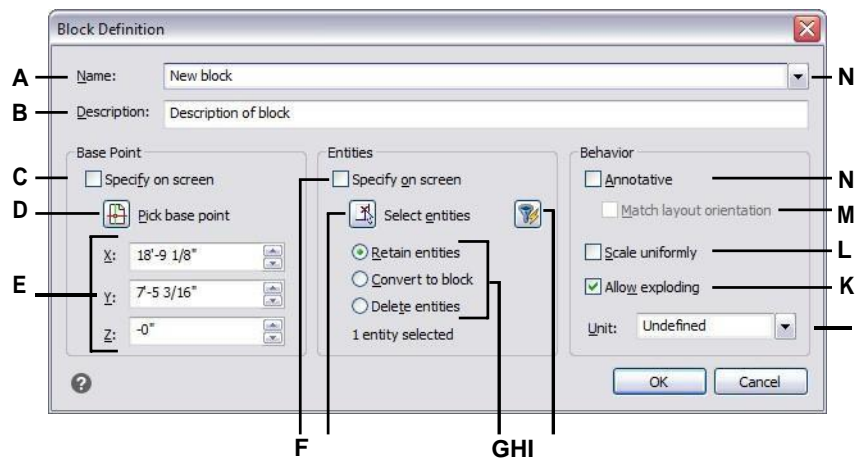 Block Definition
A Name: New block N
B Description: Description of block
Base Point Entities Behavior
C Specify on screen F Specify on screen Annotative N
D Pick base point Select entities Match layout orientation M
X: 18'-9 1/8" Retain entities Scale uniformly L
E Y: 7'-5 3/16" Convert to block Allow exploding K
Z: -0" Delete entities
1 entity selected Unit: Undefined
? OK Cancel
F GHI